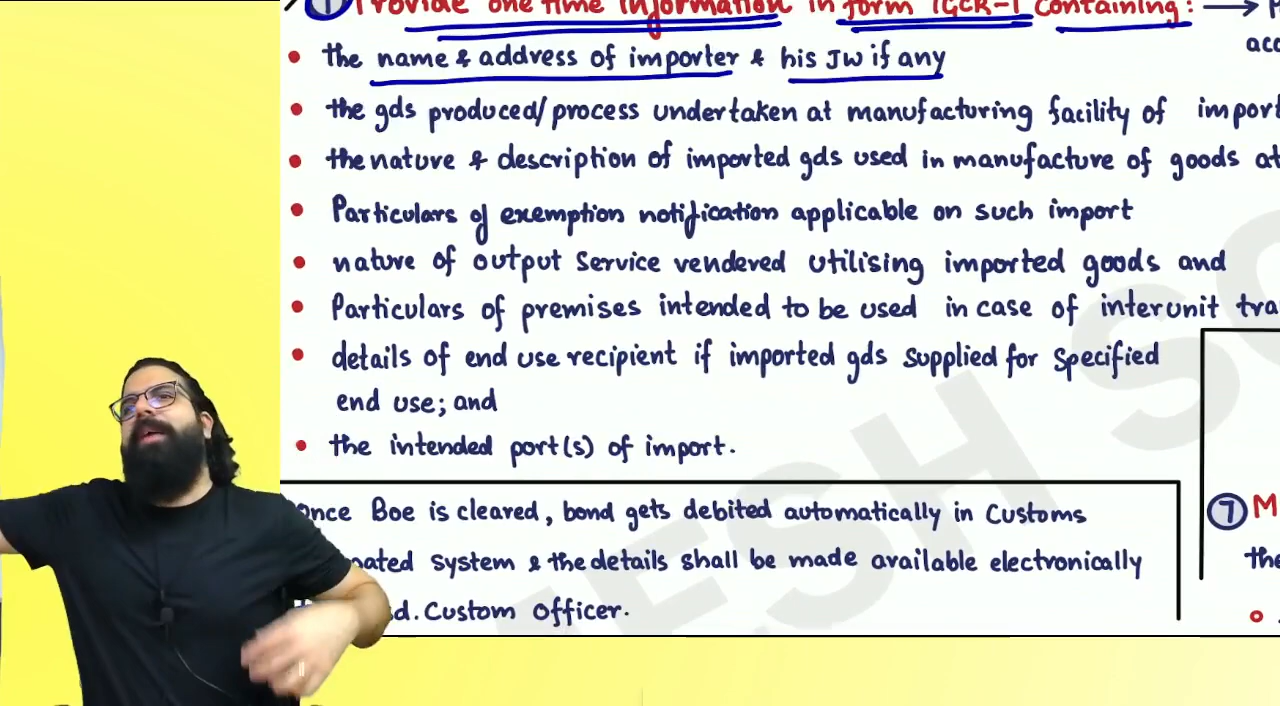 ① Provide one time information in form IGCR-1 containing: →
• the name & address of importer & his JW if any
• the gds produced/process undertaken at manufacturing facility of
• the nature & description of imported gds used in manufacture of goods at
• Particulars of exemption notification applicable on such import
• nature of output Service vendered utilising imported goods and
• Particulars of premises intended to be used in case of interunit
• details of end use recipient if imported gds supplied for specified
end use; and
• the intended port(s) of import.
Once Boe is cleared, bond gets debited automatically in Customs
system & the details shall be made available electronically
Custom Officer.
⑦
the